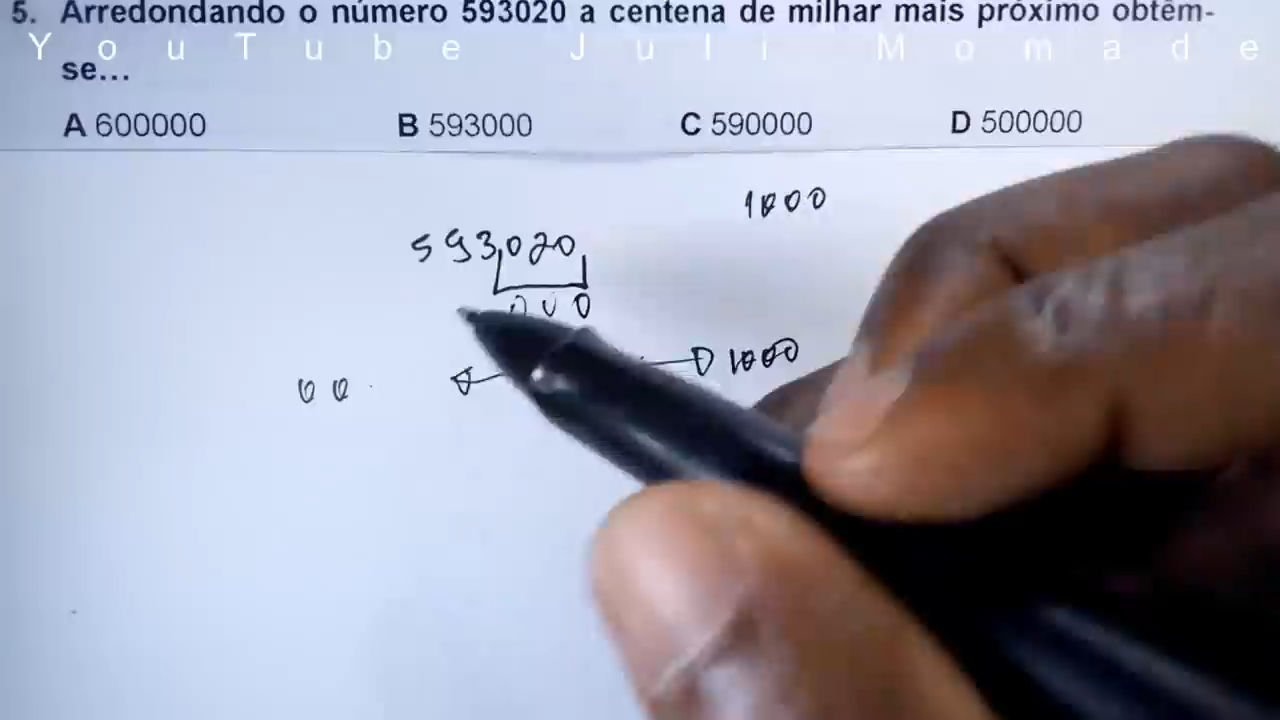 5. Arredondando o número 593020 a centena de milhar mais próximo obtêm-
YouTube Juli Momade
se...
A 600000 B 593000 C 590000 D 500000
1000
593,020
000
1000
00